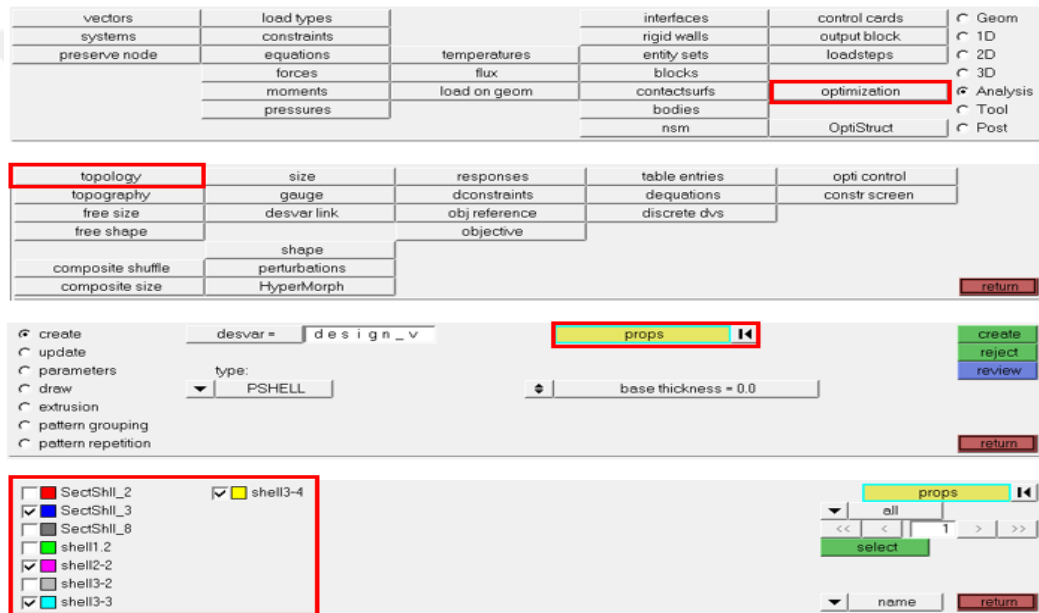 vectors load types interfaces control cards Geom
systems constraints rigid walls output block 1D
preserve node equations temperatures entity sets loadsteps 2D
forces flux blocks 3D
moments load on geom contactsurfs optimization Analysis
pressures bodies Tool
nsm OptiStruct Post
topology size responses table entries opti control
topography gauge dconstraints dequations constr screen
free size desvar link obj reference discrete dvs
free shape objective
shape
composite shuffle perturbations
composite size HyperMorph return
create desvar = design_v props create
update reject
parameters type: review
draw PSHELL base thickness = 0.0
extrusion
pattern grouping
pattern repetition return
SectShll_2 shell3-4 props
SectShll_3 all
SectShll_8 << < 1 > >>
shell1.2 select
shell2-2
shell3-2
shell3-3 name return